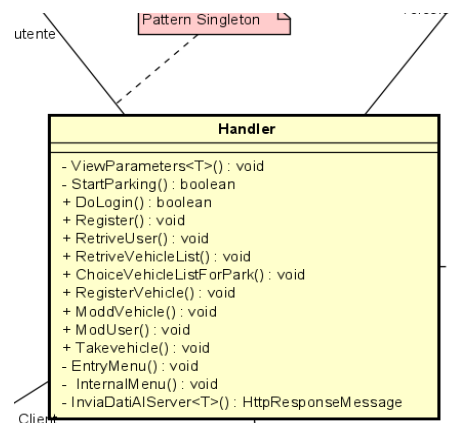 Pattern Singleton
utente
Handler
- ViewParameters<T>() : void
- StartParking() : boolean
+ DoLogin() : boolean
+ Register() : void
+ RetriveUser() : void
+ RetriveVehicleList() : void
+ ChoiceVehicleListForPark() : void
+ RegisterVehicle() : void
+ ModdVehicle() : void
+ ModUser() : void
+ Takevehicle() : void
- EntryMenu() : void
- InternalMenu() : void
- InviaDatiAlServer<T>() : HttpResponseMessage
Client